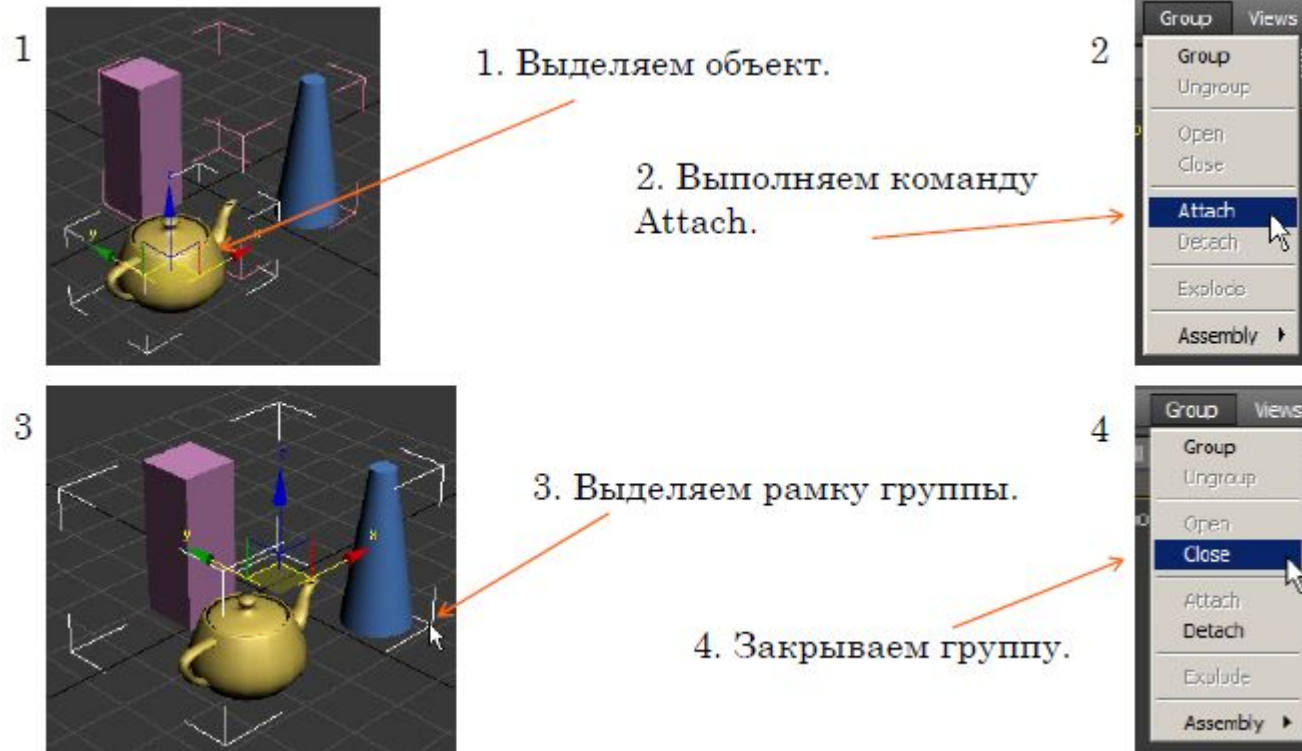 1
1. Выделяем объект.
2. Выполняем команду
Attach.
2
Group Views
Group
Ungroup
Open
Close
Attach
Detach
Explode
Assembly
3
3. Выделяем рамку группы.
4. Закрываем группу.
4
Group Views
Group
Ungroup
Open
Close
Attach
Detach
Explode
Assembly